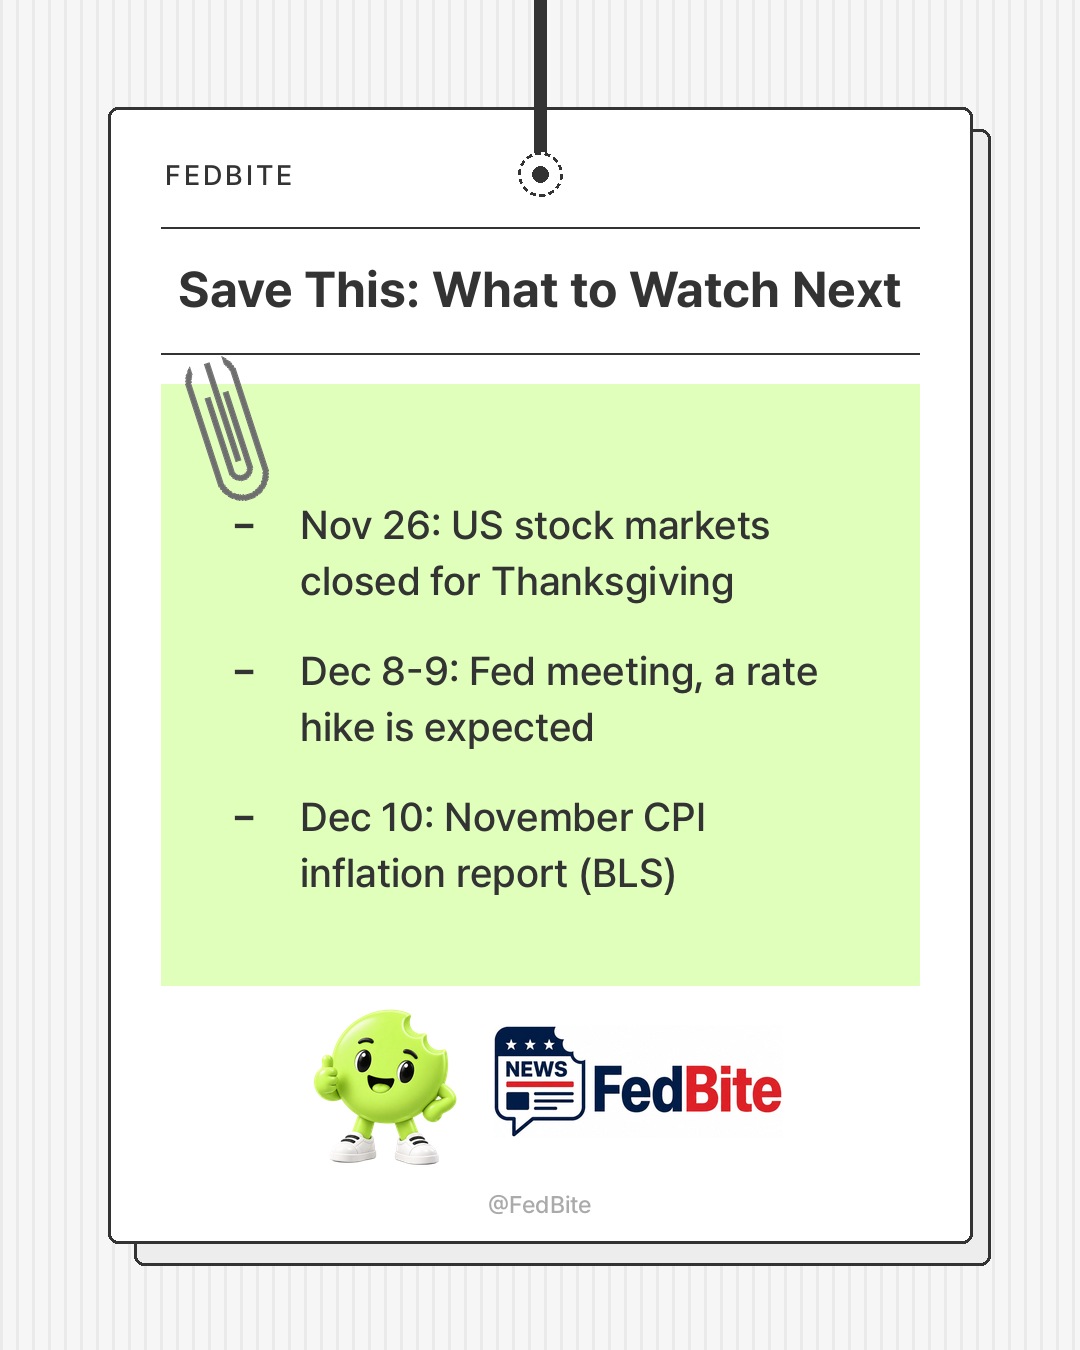 FEDBITE
Save This: What to Watch Next
– Nov 26: US stock markets
closed for Thanksgiving
– Dec 8-9: Fed meeting, a rate
hike is expected
– Dec 10: November CPI
inflation report (BLS)
NEWS
FedBite
@FedBite